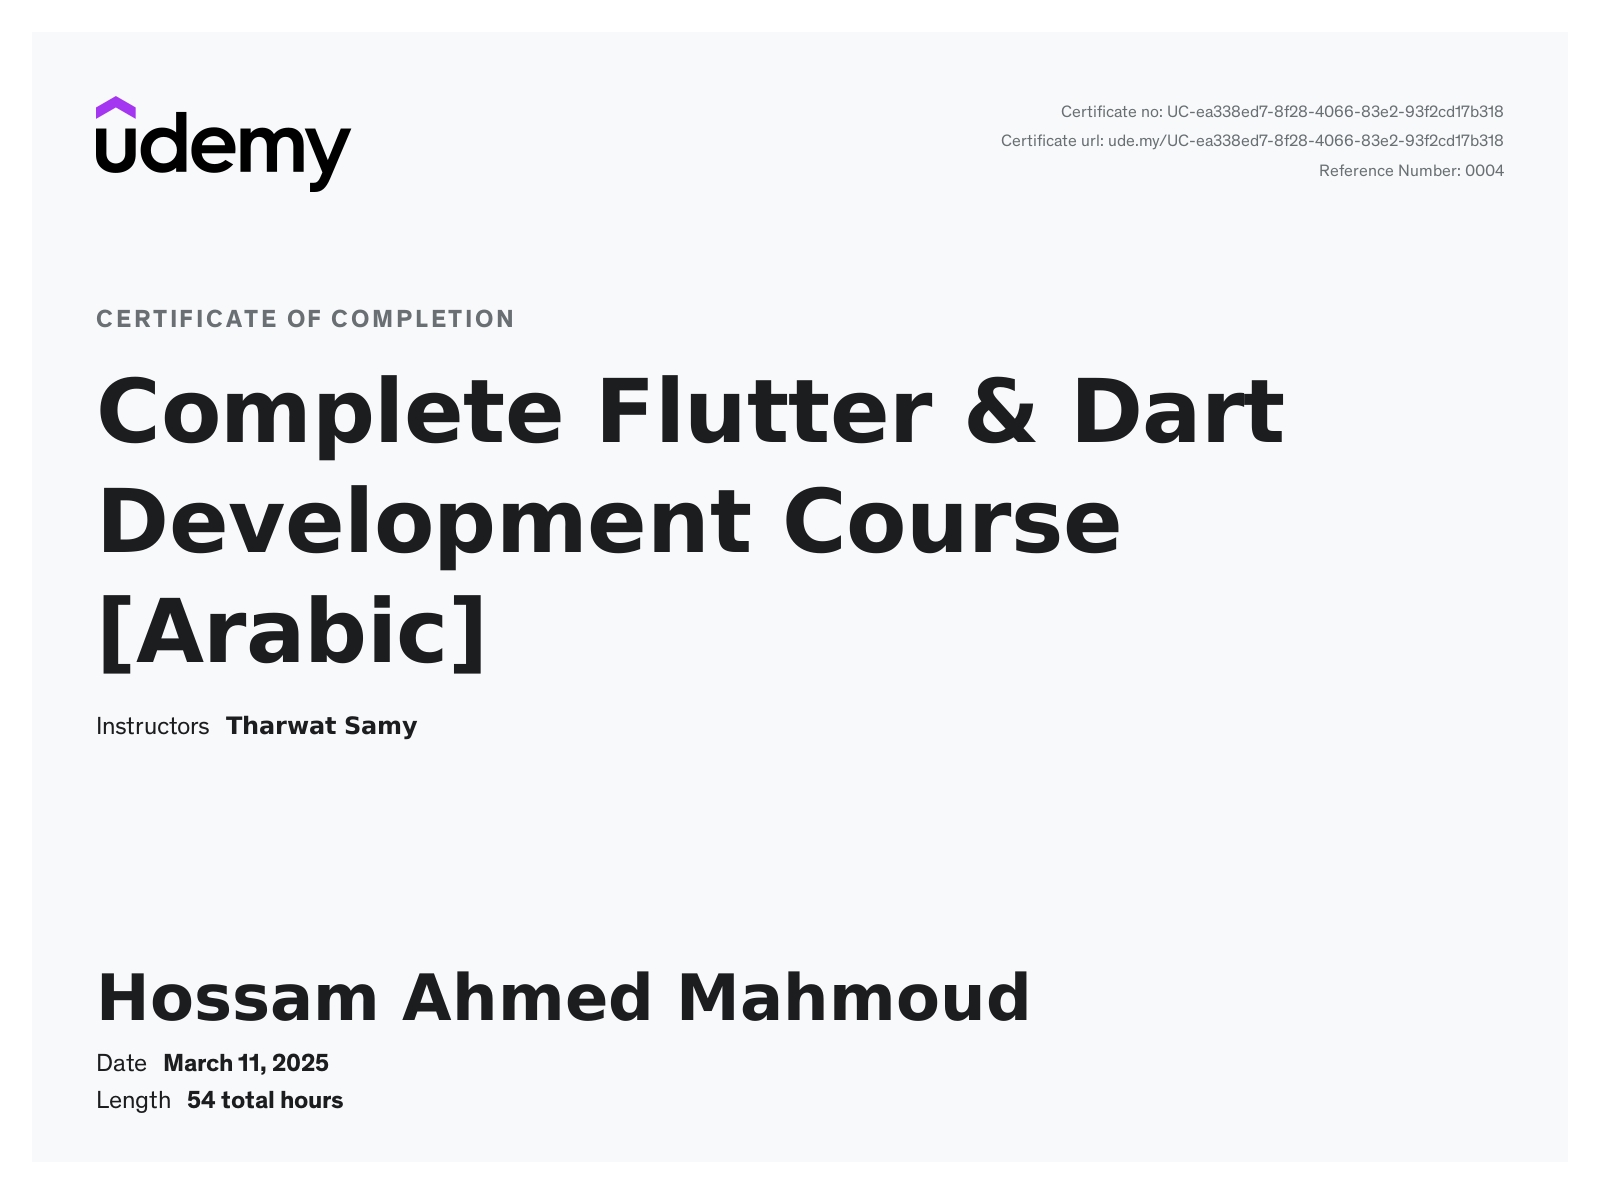 udemy
Certificate no: UC-ea338ed7-8f28-4066-83e2-93f2cd17b318
Certificate url: ude.my/UC-ea338ed7-8f28-4066-83e2-93f2cd17b318
Reference Number: 0004
CERTIFICATE OF COMPLETION
Complete Flutter & Dart
Development Course
[Arabic]
Instructors Tharwat Samy
Hossam Ahmed Mahmoud
Date March 11, 2025
Length 54 total hours